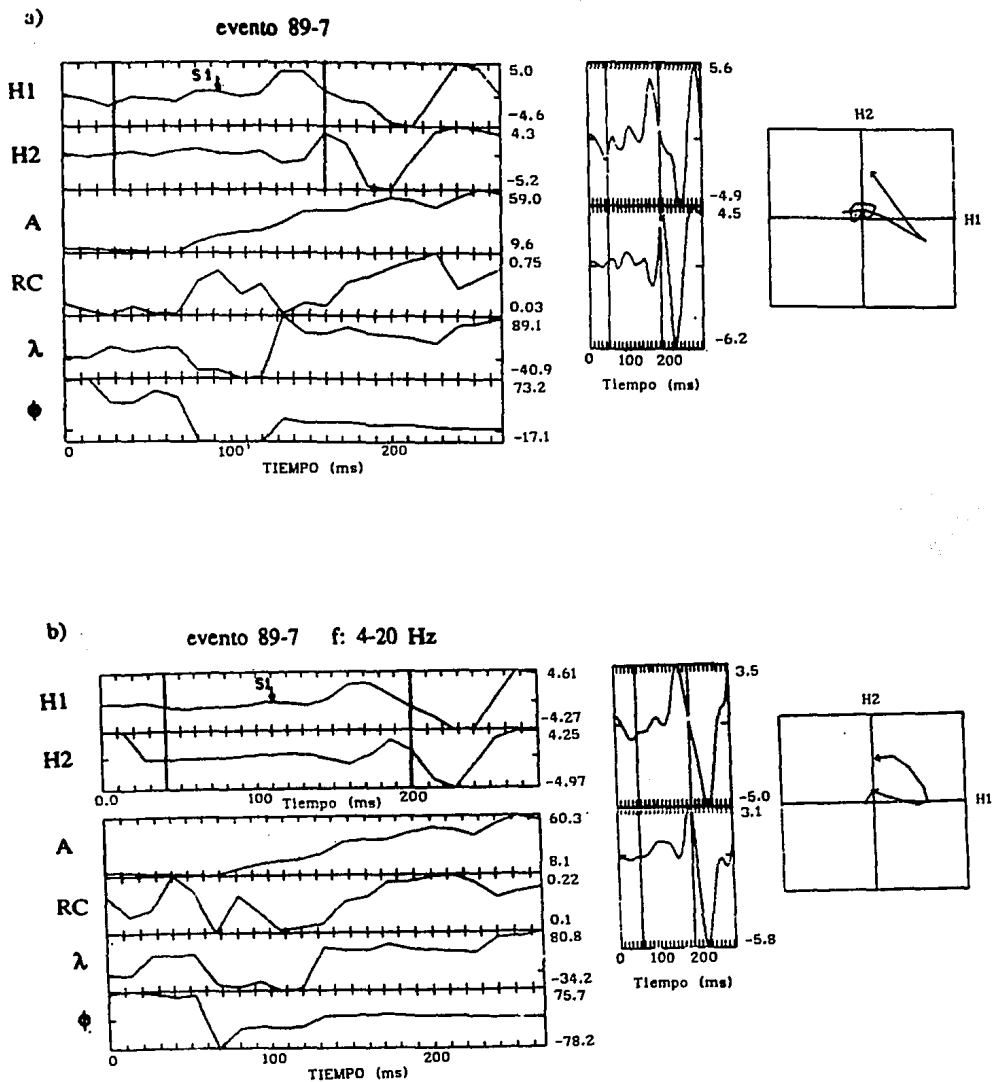 a)
evento 89-7
H1
S1
5.0
-4.6
H2
4.3
-5.2
A
59.0
9.6
RC
0.75
0.03
λ
89.1
-40.9
ϕ
73.2
-17.1
0 100 200
TIEMPO (ms)
5.6
-4.9
4.5
-6.2
0 100 200
Tiempo (ms)
H2
H1
b)
evento 89-7 f: 4-20 Hz
H1
S1
4.61
-4.27
H2
4.25
-4.97
0.0 100 200
Tiempo (ms)
A
60.3
8.1
RC
0.22
0.1
λ
80.8
-34.2
ϕ
75.7
-78.2
0 100 200
TIEMPO (ms)
3.5
-5.0
3.1
-5.8
0 100 200
Tiempo (ms)
H2
H1